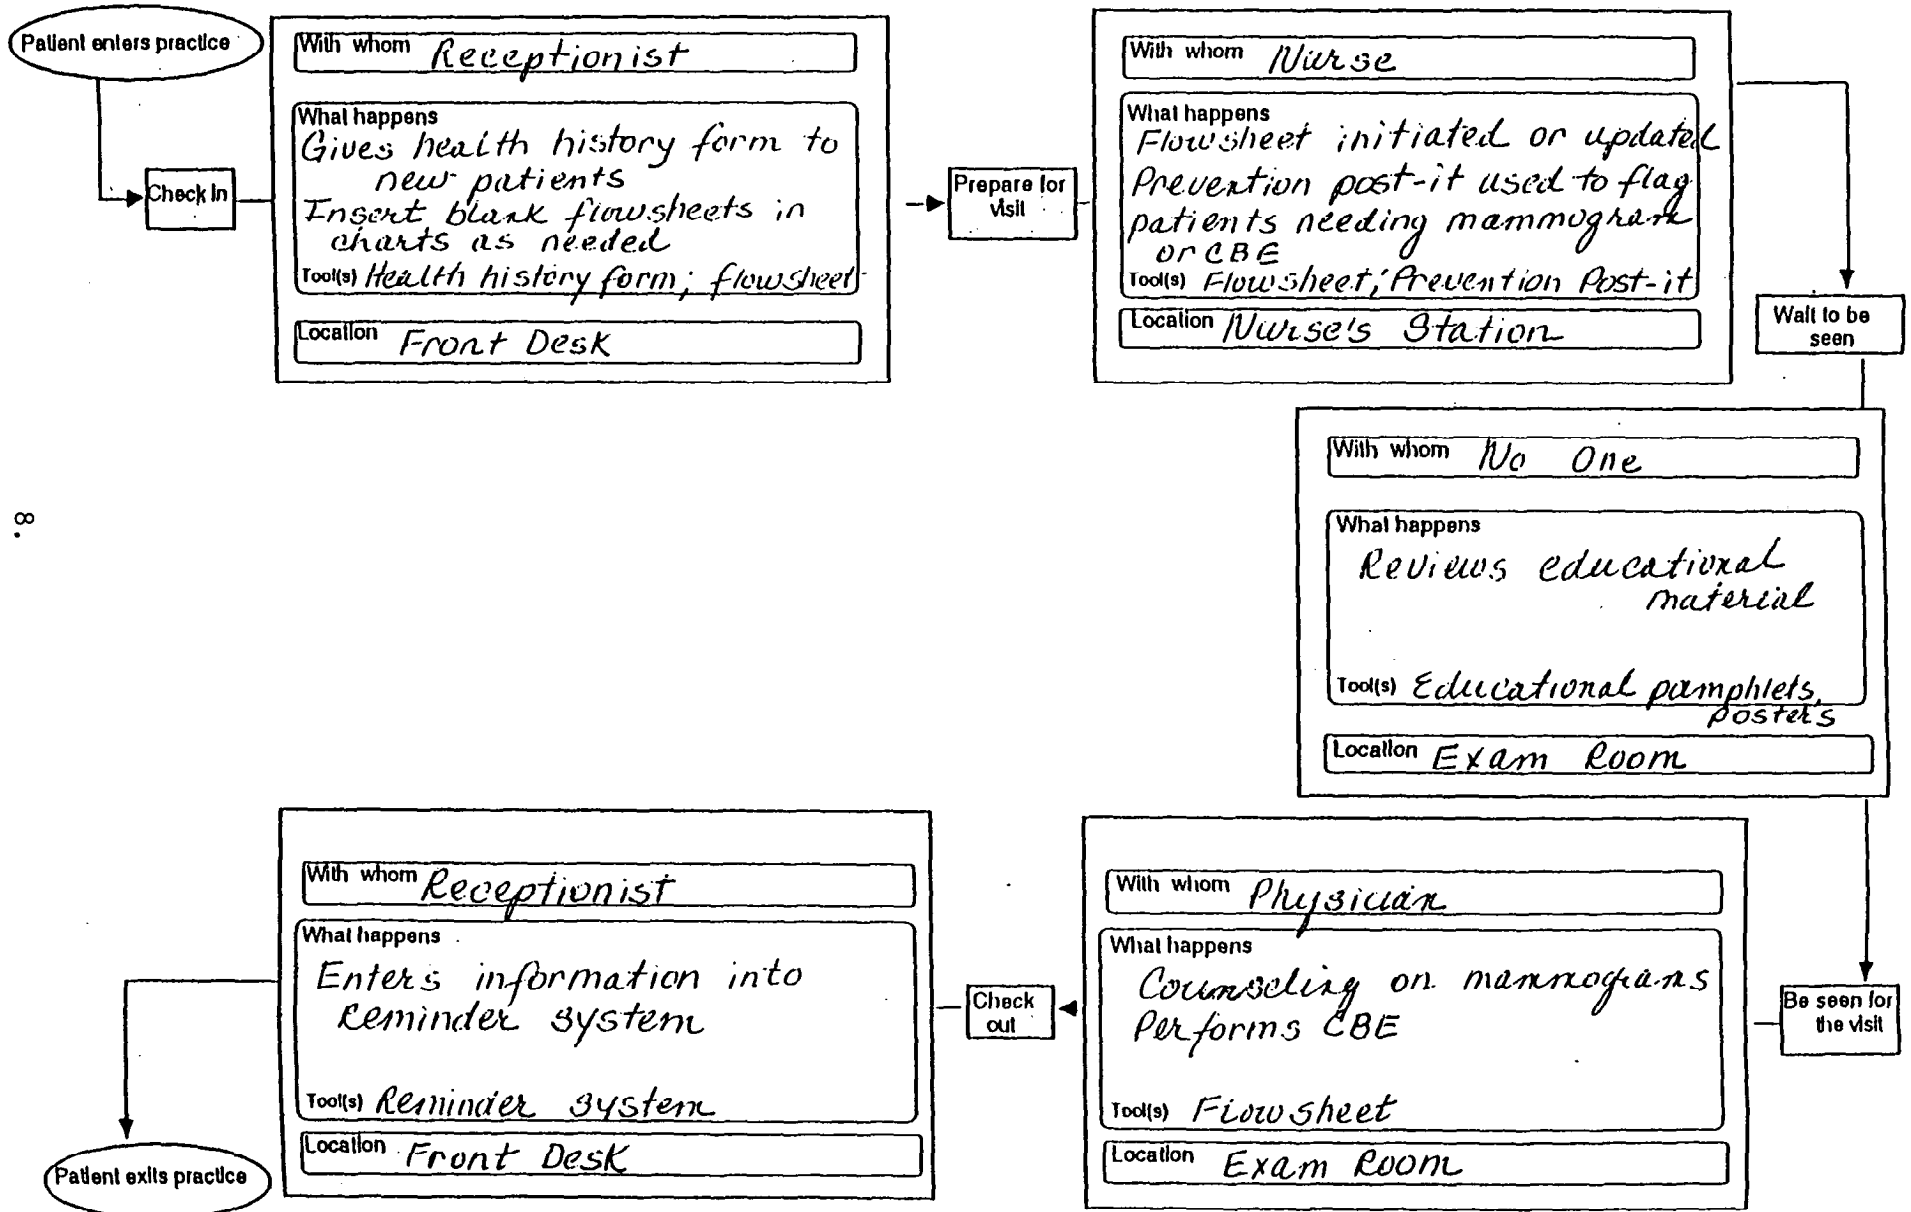 Patient enters practice
Check In
With whom Receptionist
What happens
Gives health history form to
new patients
Insert blank flowsheets in
charts as needed
Tool(s) Health history form; flowsheet
Location Front Desk
Prepare for
visit
With whom Nurse
What happens
Flowsheet initiated or updated
Prevention post-it used to flag
patients needing mammogram
or CBE
Tool(s) Flowsheet; Prevention Post-it
Location Nurse's Station
Wait to be
seen
With whom No One
What happens
Reviews educational
material
Tool(s) Educational pamphlets,
posters
Location Exam Room
Be seen for
the visit
With whom Physician
What happens
Counseling on mammograms
Performs CBE
Tool(s) Flowsheet
Location Exam Room
Check
out
With whom Receptionist
What happens
Enters information into
Reminder system
Tool(s) Reminder system
Location Front Desk
Patient exits practice
8.